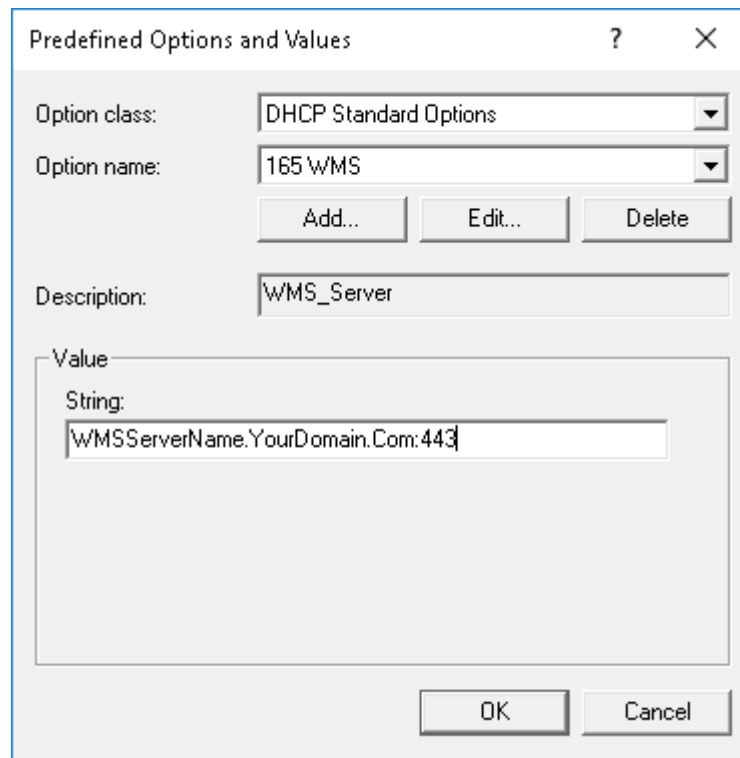 Predefined Options and Values ? X
Option class: DHCP Standard Options
Option name: 165 WMS
Add... Edit... Delete
Description: WMS_Server
Value
String:
WMSServerName.YourDomain.Com:443
OK Cancel